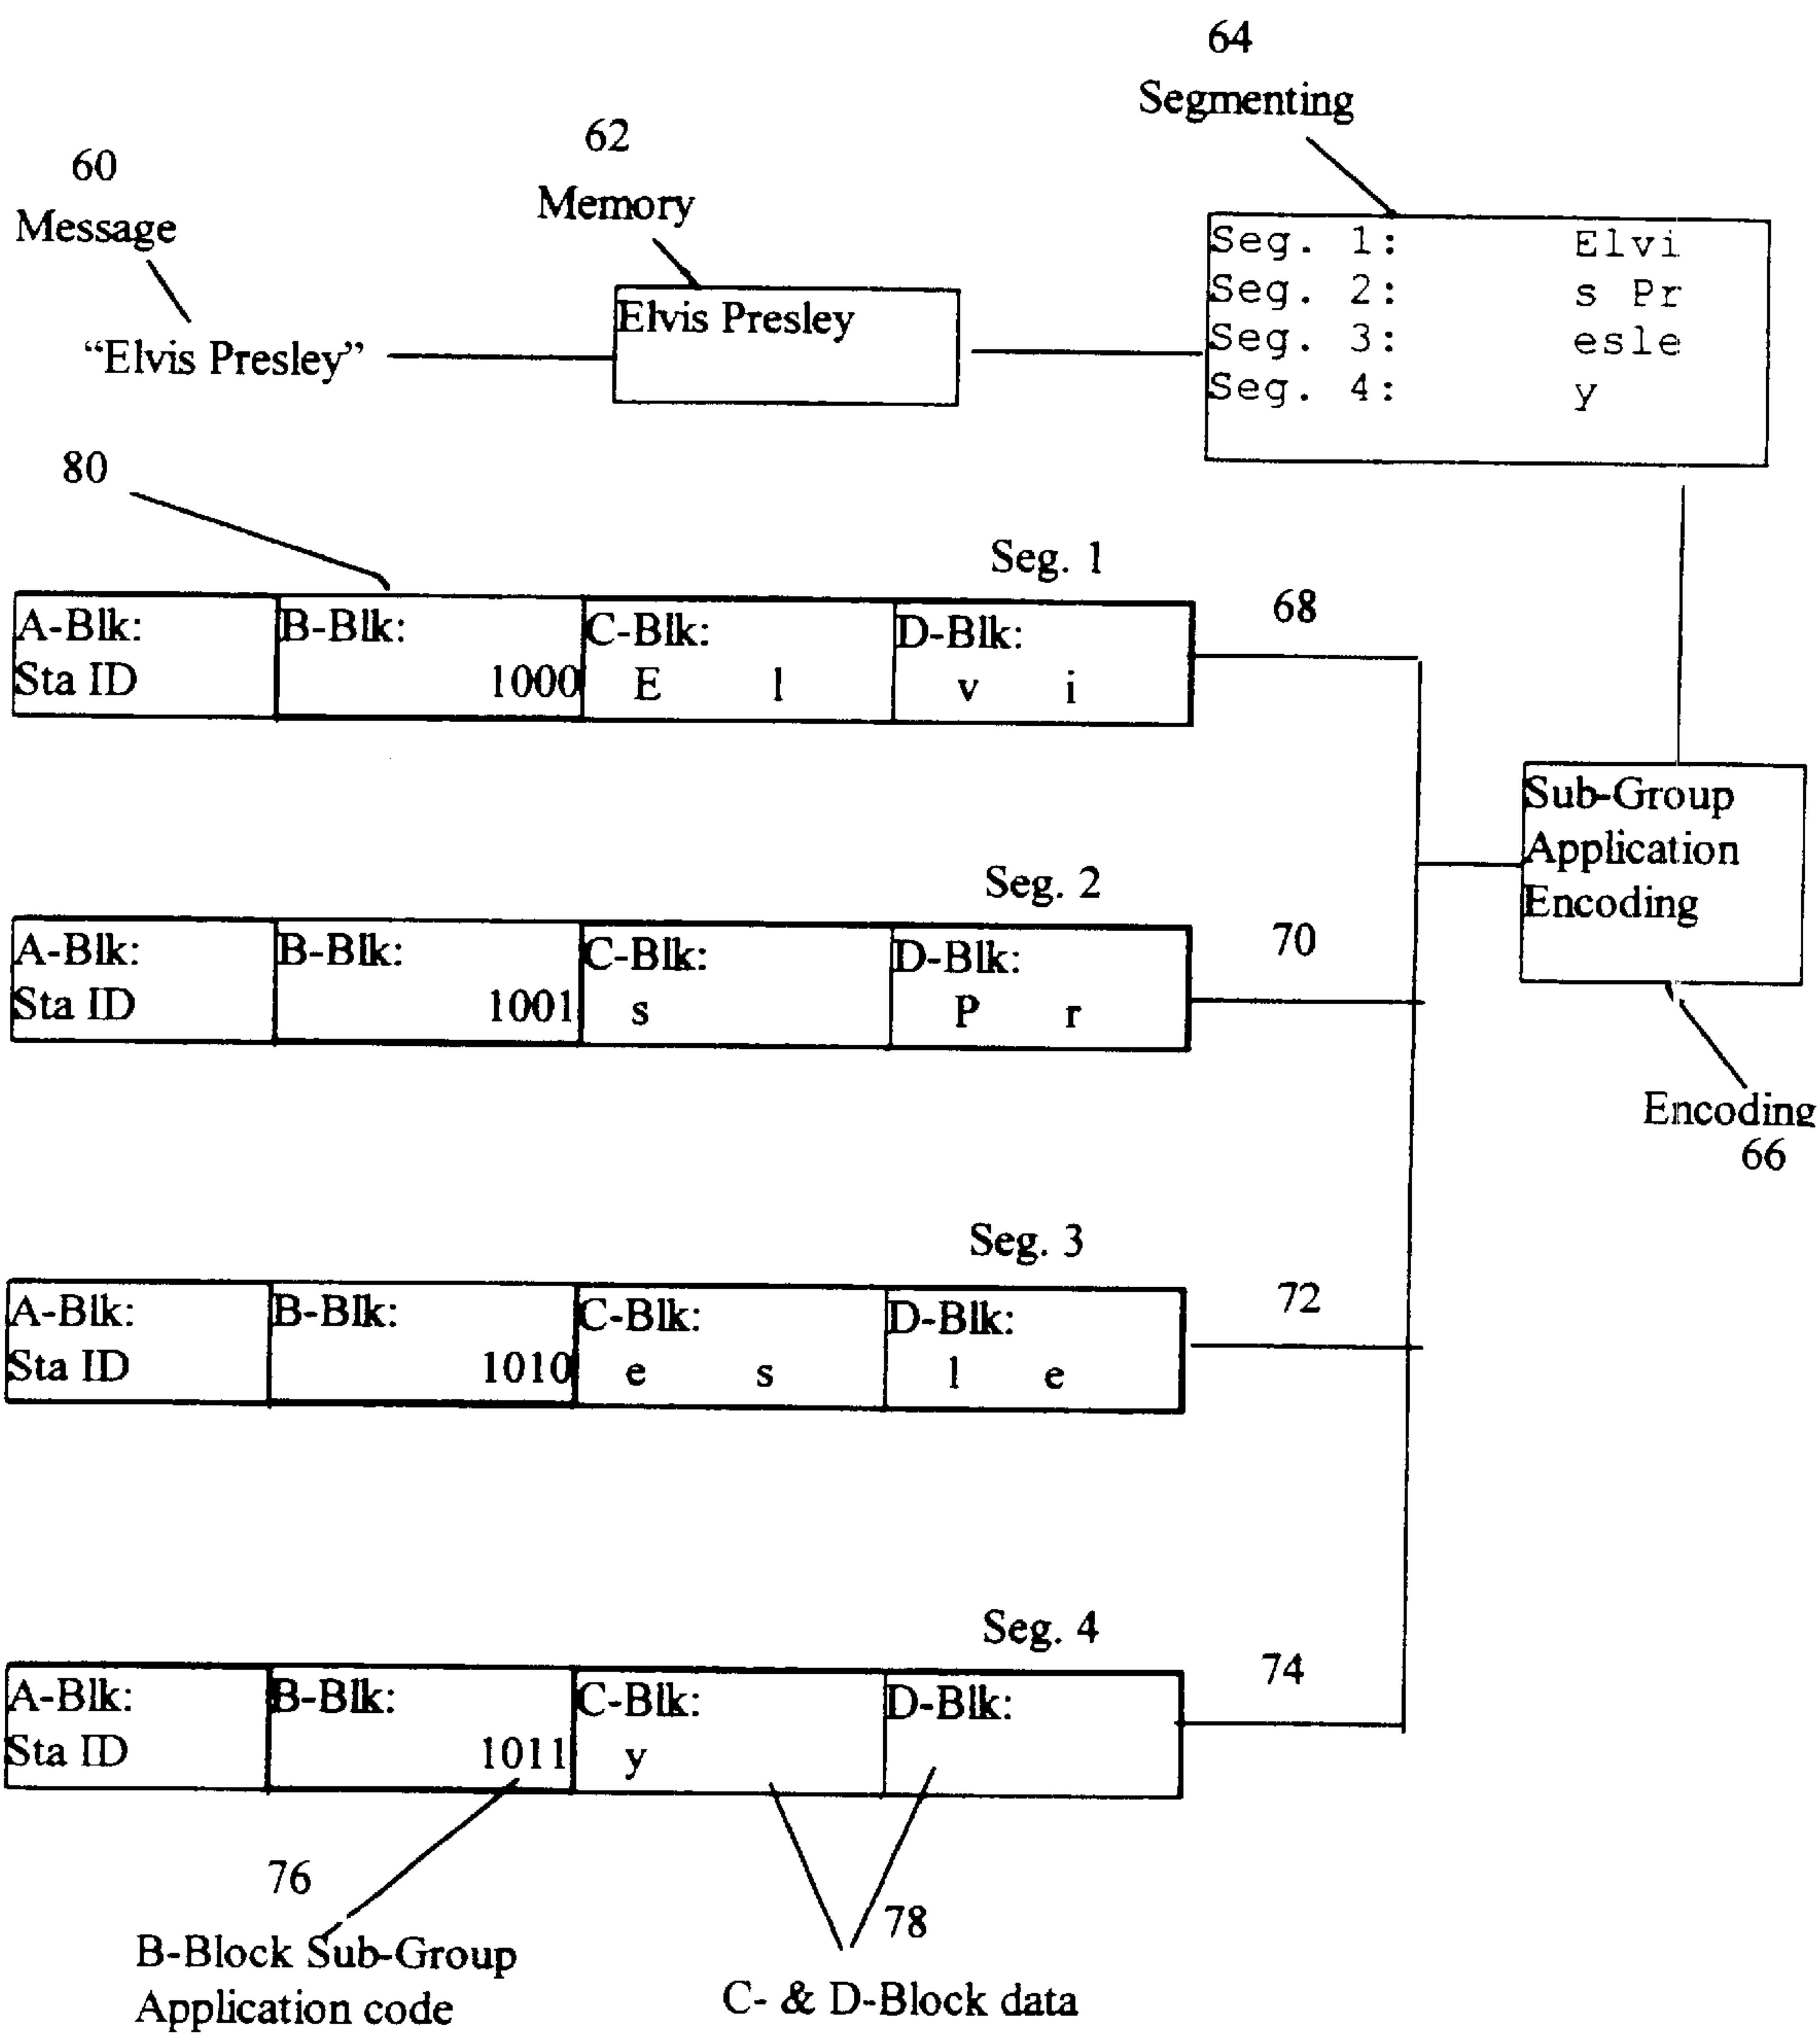 64
Segmenting
62
Memory
60
Message
Seg. 1: Elvi
Seg. 2: s Pr
Seg. 3: esle
Seg. 4: y
Elvis Presley
“Elvis Presley”
80
Seg. 1
68
A-Blk: B-Blk: C-Blk: D-Blk:
Sta ID 1000 E l v i
Sub-Group
Application
Encoding
Seg. 2
70
A-Blk: B-Blk: C-Blk: D-Blk:
Sta ID 1001 s P r
Encoding
66
Seg. 3
72
A-Blk: B-Blk: C-Blk: D-Blk:
Sta ID 1010 e s l e
Seg. 4
74
A-Blk: B-Blk: C-Blk: D-Blk:
Sta ID 1011 y
76
B-Block Sub-Group
Application code
78
C- & D-Block data